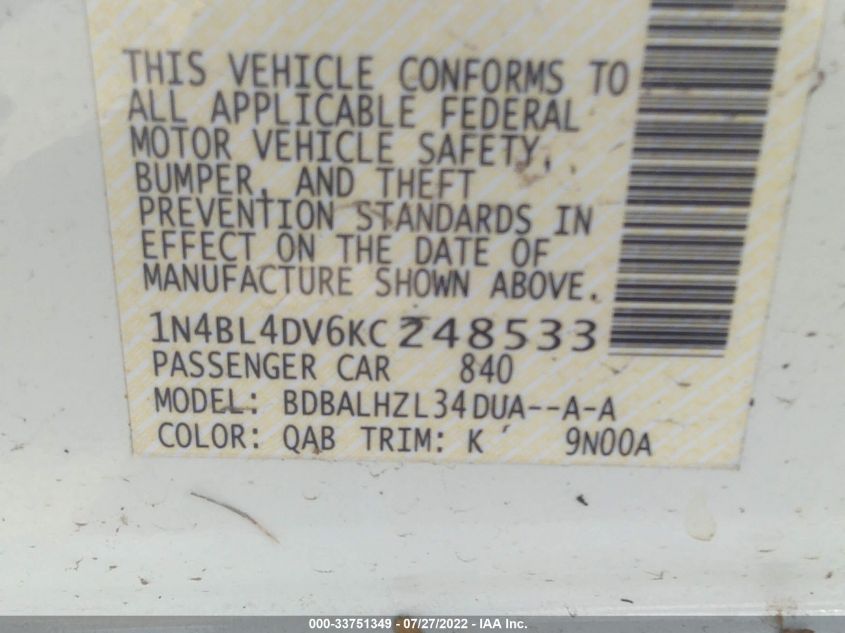 THIS VEHICLE CONFORMS TO
ALL APPLICABLE FEDERAL
MOTOR VEHICLE SAFETY,
BUMPER, AND THEFT
PREVENTION STANDARDS IN
EFFECT ON THE DATE OF
MANUFACTURE SHOWN ABOVE.
1N4BL4DV6KC248533
PASSENGER CAR 840
MODEL: BDBALHZL34DUA--A-A
COLOR: QAB TRIM: K 9N00A
000-33751349 - 07/27/2022 - IAA Inc.